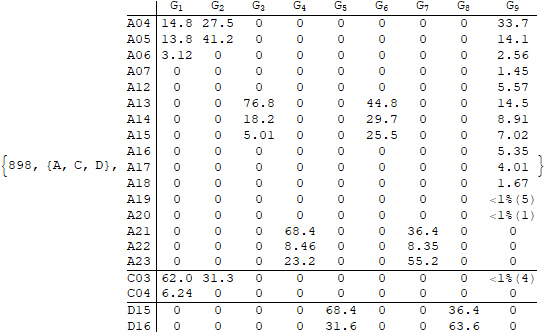 G1 G2 G3 G4 G5 G6 G7 G8 G9
A04 14.8 27.5 0 0 0 0 0 0 33.7
A05 13.8 41.2 0 0 0 0 0 0 14.1
A06 3.12 0 0 0 0 0 0 0 2.56
A07 0 0 0 0 0 0 0 0 1.45
A12 0 0 0 0 0 0 0 0 5.57
A13 0 0 76.8 0 0 44.8 0 0 14.5
A14 0 0 18.2 0 0 29.7 0 0 8.91
A15 0 0 5.01 0 0 25.5 0 0 7.02
A16 0 0 0 0 0 0 0 0 5.35
{898, {A, C, D}, A17 0 0 0 0 0 0 0 0 4.01 }
A18 0 0 0 0 0 0 0 0 1.67
A19 0 0 0 0 0 0 0 0 <1%(5)
A20 0 0 0 0 0 0 0 0 <1%(1)
A21 0 0 0 68.4 0 0 36.4 0 0
A22 0 0 0 8.46 0 0 8.35 0 0
A23 0 0 0 23.2 0 0 55.2 0 0
C03 62.0 31.3 0 0 0 0 0 0 <1%(4)
C04 6.24 0 0 0 0 0 0 0 0
D15 0 0 0 0 68.4 0 0 36.4 0
D16 0 0 0 0 31.6 0 0 63.6 0